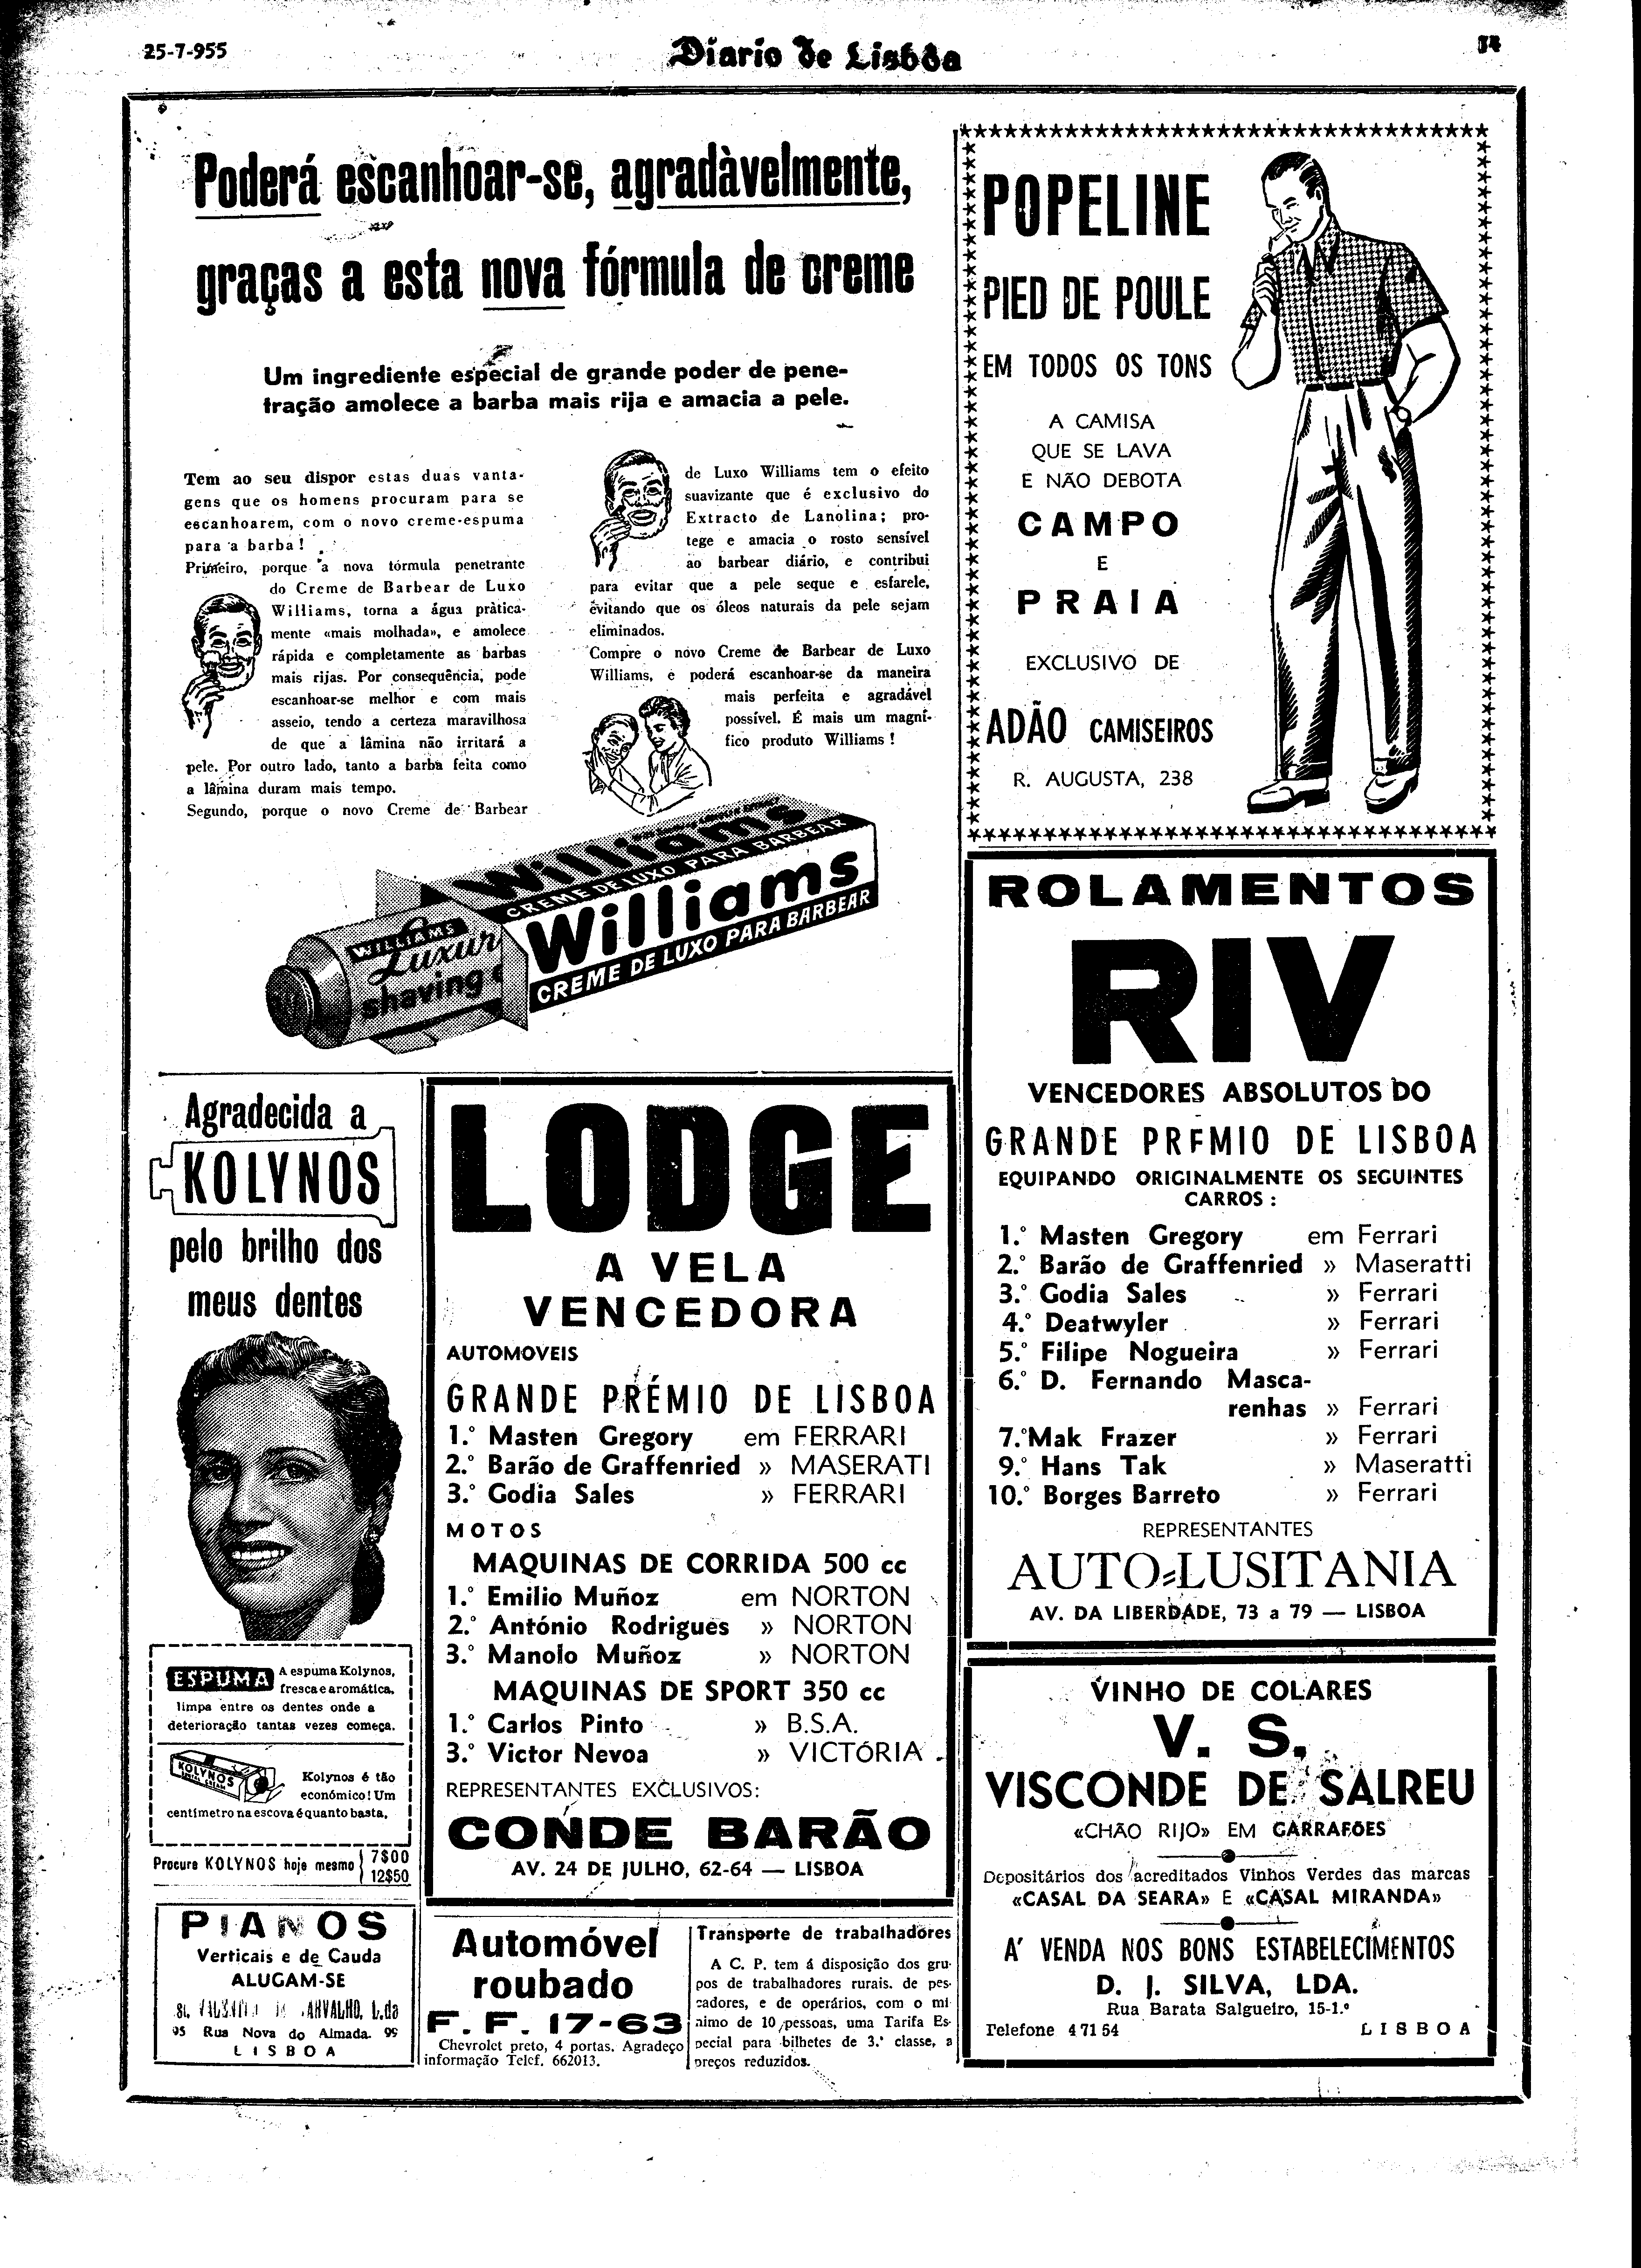 25-7-955
Diario de Lisbôa
14
Poderá escanhoar-se, agradàvelmente,
graças a esta nova fórmula de creme
Um ingrediente especial de grande poder de pene-
tração amolece a barba mais rija e amacia a pele.
Tem ao seu dispor estas duas vanta-
gens que os homens procuram para se
escanhoarem, com o novo creme-espuma
para a barba!
Primeiro, porque a nova fórmula penetrante
do Creme de Barbear de Luxo
Williams, torna a água pràtica-
mente «mais molhada», e amolece
rápida e completamente as barbas
mais rijas. Por consequência, pode
escanhoar-se melhor e com mais
asseio, tendo a certeza maravilhosa
de que a lâmina não irritará a
pele. Por outro lado, tanto a barba feita como
a lâmina duram mais tempo.
Segundo, porque o novo Creme de Barbear
de Luxo Williams tem o efeito
suavizante que é exclusivo do
Extracto de Lanolina; pro-
tege e amacia o rosto sensível
ao barbear diário, e contribui
para evitar que a pele seque e esfarele,
evitando que os óleos naturais da pele sejam
eliminados.
Compre o novo Creme de Barbear de Luxo
Williams, e poderá escanhoar-se da maneira
mais perfeita e agradável
possível. É mais um magní-
fico produto Williams!
Williams
CREME DE LUXO PARA BARBEAR
Williams
CREME DE LUXO PARA BARBEAR
WILLIAMS
Luxury
shaving c
POPELINE
PIED DE POULE
EM TODOS OS TONS
A CAMISA
QUE SE LAVA
E NÃO DEBOTA
CAMPO
E
PRAIA
EXCLUSIVO DE
ADÃO CAMISEIROS
R. AUGUSTA, 238
ROLAMENTOS
RIV
VENCEDORES ABSOLUTOS DO
GRANDE PREMIO DE LISBOA
EQUIPANDO ORIGINALMENTE OS SEGUINTES
CARROS:
1.º Masten Gregory em Ferrari
2.º Barão de Graffenried » Maseratti
3.º Godia Sales » Ferrari
4.º Deatwyler » Ferrari
5.º Filipe Nogueira » Ferrari
6.º D. Fernando Masca-
renhas » Ferrari
7.º Mak Frazer » Ferrari
9.º Hans Tak » Maseratti
10.º Borges Barreto » Ferrari
REPRESENTANTES
AUTO-LUSITANIA
AV. DA LIBERDADE, 73 a 79 — LISBOA
Agradecida a
KOLYNOS
pelo brilho dos
meus dentes
ESPUMA A espuma Kolynos,
fresca e aromática,
limpa entre os dentes onde a
deterioração tantas vezes começa.
KOLYNOS
DENTAL CREAM
Kolynos é tão
económico! Um
centímetro na escova é quanto basta.
Procure KOLYNOS hoje mesmo 7$00
12$50
LODGE
A VELA
VENCEDORA
AUTOMOVEIS
GRANDE PRÉMIO DE LISBOA
1.º Masten Gregory em FERRARI
2.º Barão de Graffenried » MASERATI
3.º Godia Sales » FERRARI
MOTOS
MAQUINAS DE CORRIDA 500 cc
1.º Emilio Muñoz em NORTON
2.º António Rodrigues » NORTON
3.º Manolo Muñoz » NORTON
MAQUINAS DE SPORT 350 cc
1.º Carlos Pinto » B.S.A.
3.º Victor Nevoa » VICTÓRIA
REPRESENTANTES EXCLUSIVOS:
CONDE BARÃO
AV. 24 DE JULHO, 62-64 — LISBOA
VINHO DE COLARES
V. S.
VISCONDE DE SALREU
«CHÃO RIJO» EM GARRAFÕES
Depositários dos acreditados Vinhos Verdes das marcas
«CASAL DA SEARA» E «CASAL MIRANDA»
A' VENDA NOS BONS ESTABELECIMENTOS
D. J. SILVA, LDA.
Rua Barata Salgueiro, 15-1.º
Telefone 4 71 54 LISBOA
PIANOS
Verticais e de Cauda
ALUGAM-SE
CARVALHO, L.da
95 Rua Nova do Almada. 99
LISBOA
Automóvel
roubado
F. F. 17-63
Chevrolet preto, 4 portas. Agradeço
informação Telef. 662013.
Transporte de trabalhadores
A C. P. tem á disposição dos gru
pos de trabalhadores rurais. de pes-
cadores, e de operários, com o mí
nimo de 10 pessoas, uma Tarifa Es
pecial para bilhetes de 3.ª classe, a
preços reduzidos.